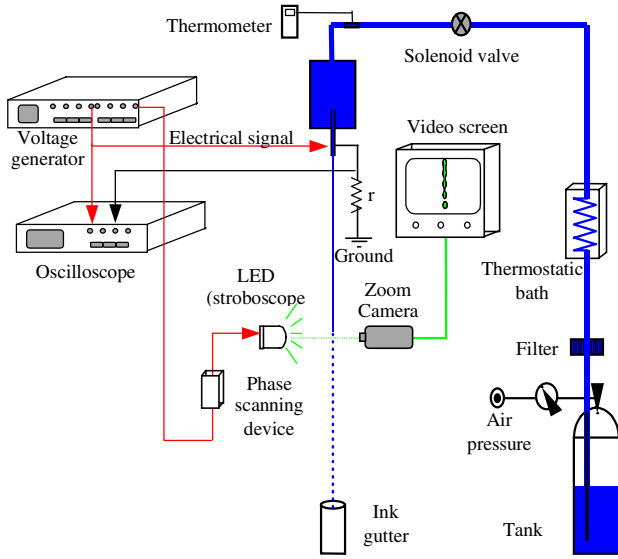 Thermometer
Solenoid valve
Voltage
generator
Electrical signal
Video screen
r
Ground
Oscilloscope
Thermostatic
bath
LED
(stroboscope
Zoom
Camera
Filter
Phase
scanning
device
Air
pressure
Ink
gutter
Tank